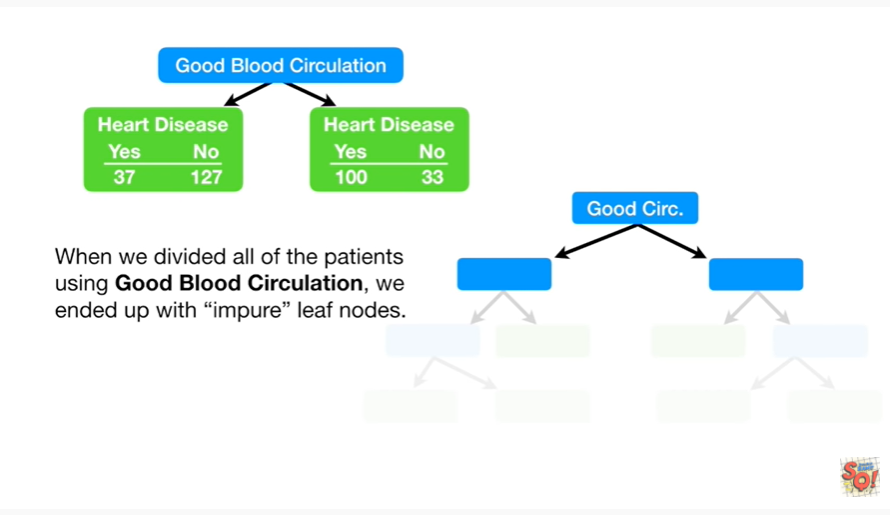 Good Blood Circulation
Heart Disease
Yes No
37 127
Heart Disease
Yes No
100 33
Good Circ.
When we divided all of the patients
using Good Blood Circulation, we
ended up with “impure” leaf nodes.
SQ!